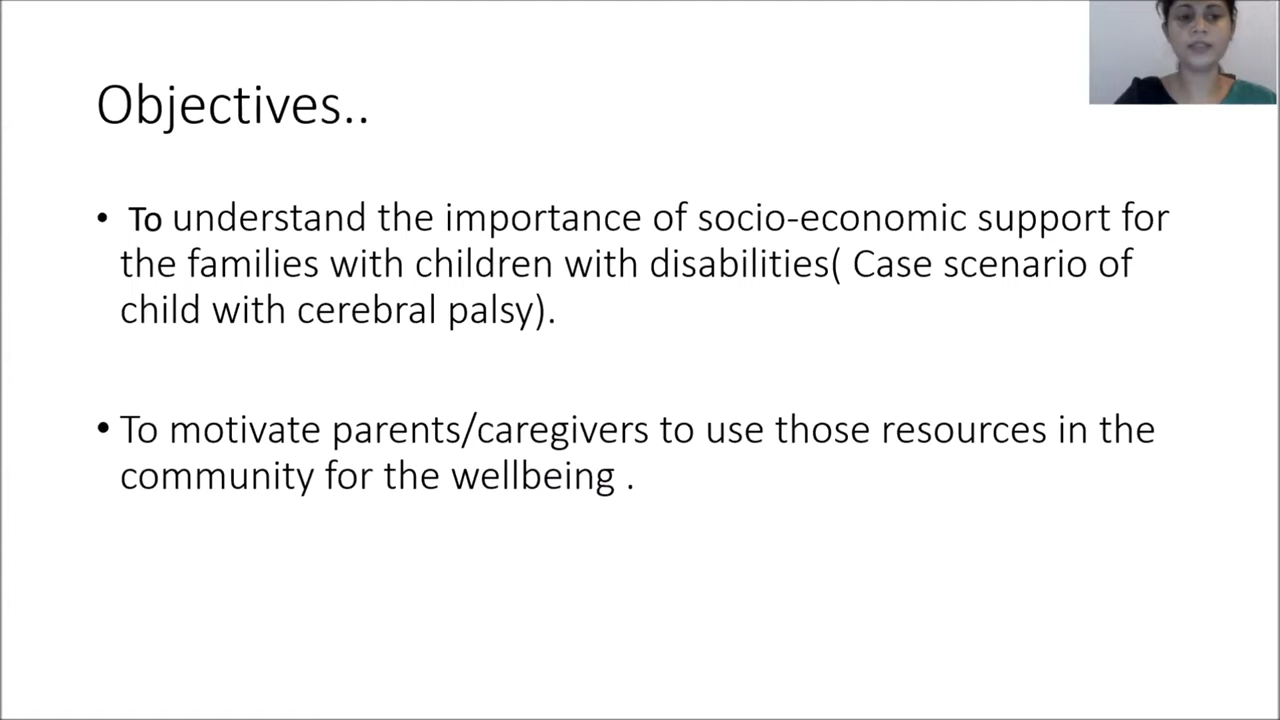 Objectives..
• To understand the importance of socio-economic support for
the families with children with disabilities( Case scenario of
child with cerebral palsy).
• To motivate parents/caregivers to use those resources in the
community for the wellbeing .